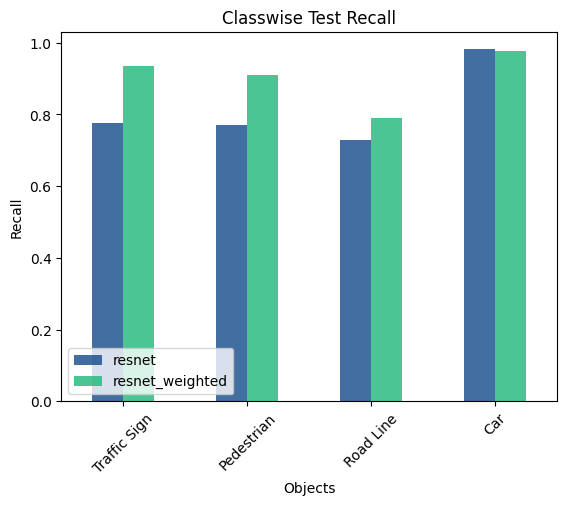 Classwise Test Recall
Recall
1.0
0.8
0.6
0.4
0.2
0.0
resnet
resnet_weighted
Traffic Sign
Pedestrian
Road Line
Car
Objects